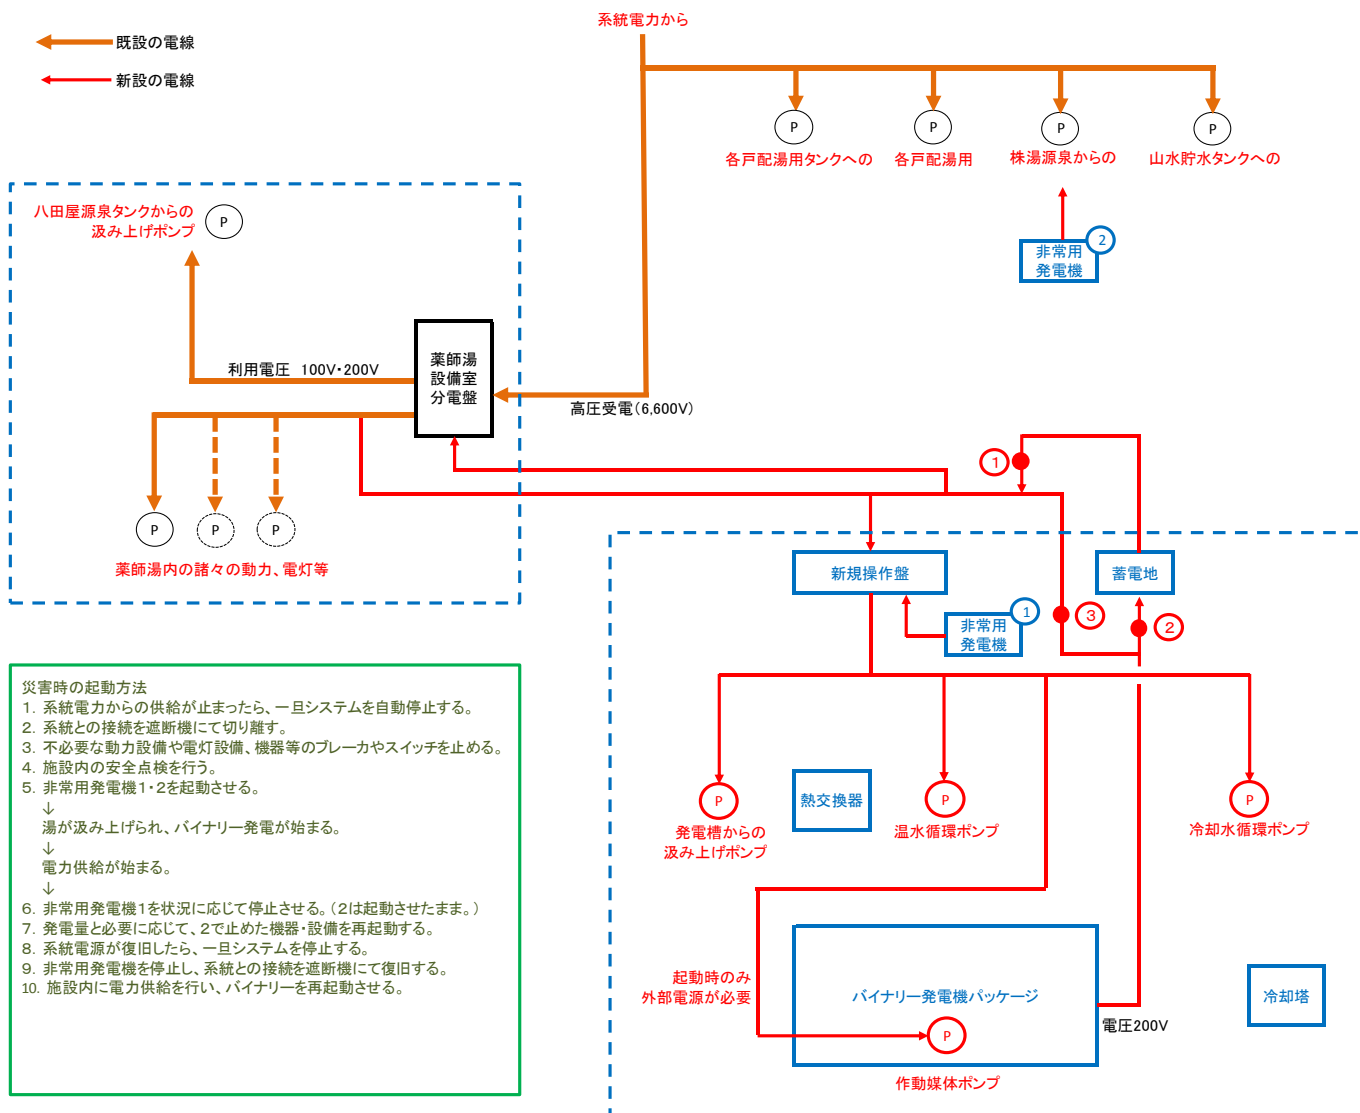 系統電力から
既設の電線
新設の電線
P
P
P
P
各戸配湯用タンクへの
各戸配湯用
株湯源泉からの
山水貯水タンクへの
八田屋源泉タンクからの
汲み上げポンプ
P
2
非常用
発電機
薬師湯
設備室
分電盤
利用電圧 100V・200V
高圧受電(6,600V)
①
P
P
P
薬師湯内の諸々の動力、電灯等
新規操作盤
蓄電地
1
非常用
発電機
③
②
災害時の起動方法
1. 系統電力からの供給が止まったら、一旦システムを自動停止する。
2. 系統との接続を遮断機にて切り離す。
3. 不必要な動力設備や電灯設備、機器等のブレーカやスイッチを止める。
4. 施設内の安全点検を行う。
5. 非常用発電機1・2を起動させる。
↓
湯が汲み上げられ、バイナリー発電が始まる。
↓
電力供給が始まる。
↓
6. 非常用発電機1を状況に応じて停止させる。(2は起動させたまま。)
7. 発電量と必要に応じて、2で止めた機器・設備を再起動する。
8. 系統電源が復旧したら、一旦システムを停止する。
9. 非常用発電機を停止し、系統との接続を遮断機にて復旧する。
10. 施設内に電力供給を行い、バイナリーを再起動させる。
P
熱交換器
P
P
発電槽からの
汲み上げポンプ
温水循環ポンプ
冷却水循環ポンプ
起動時のみ
外部電源が必要
バイナリー発電機パッケージ
冷却塔
電圧200V
P
作動媒体ポンプ